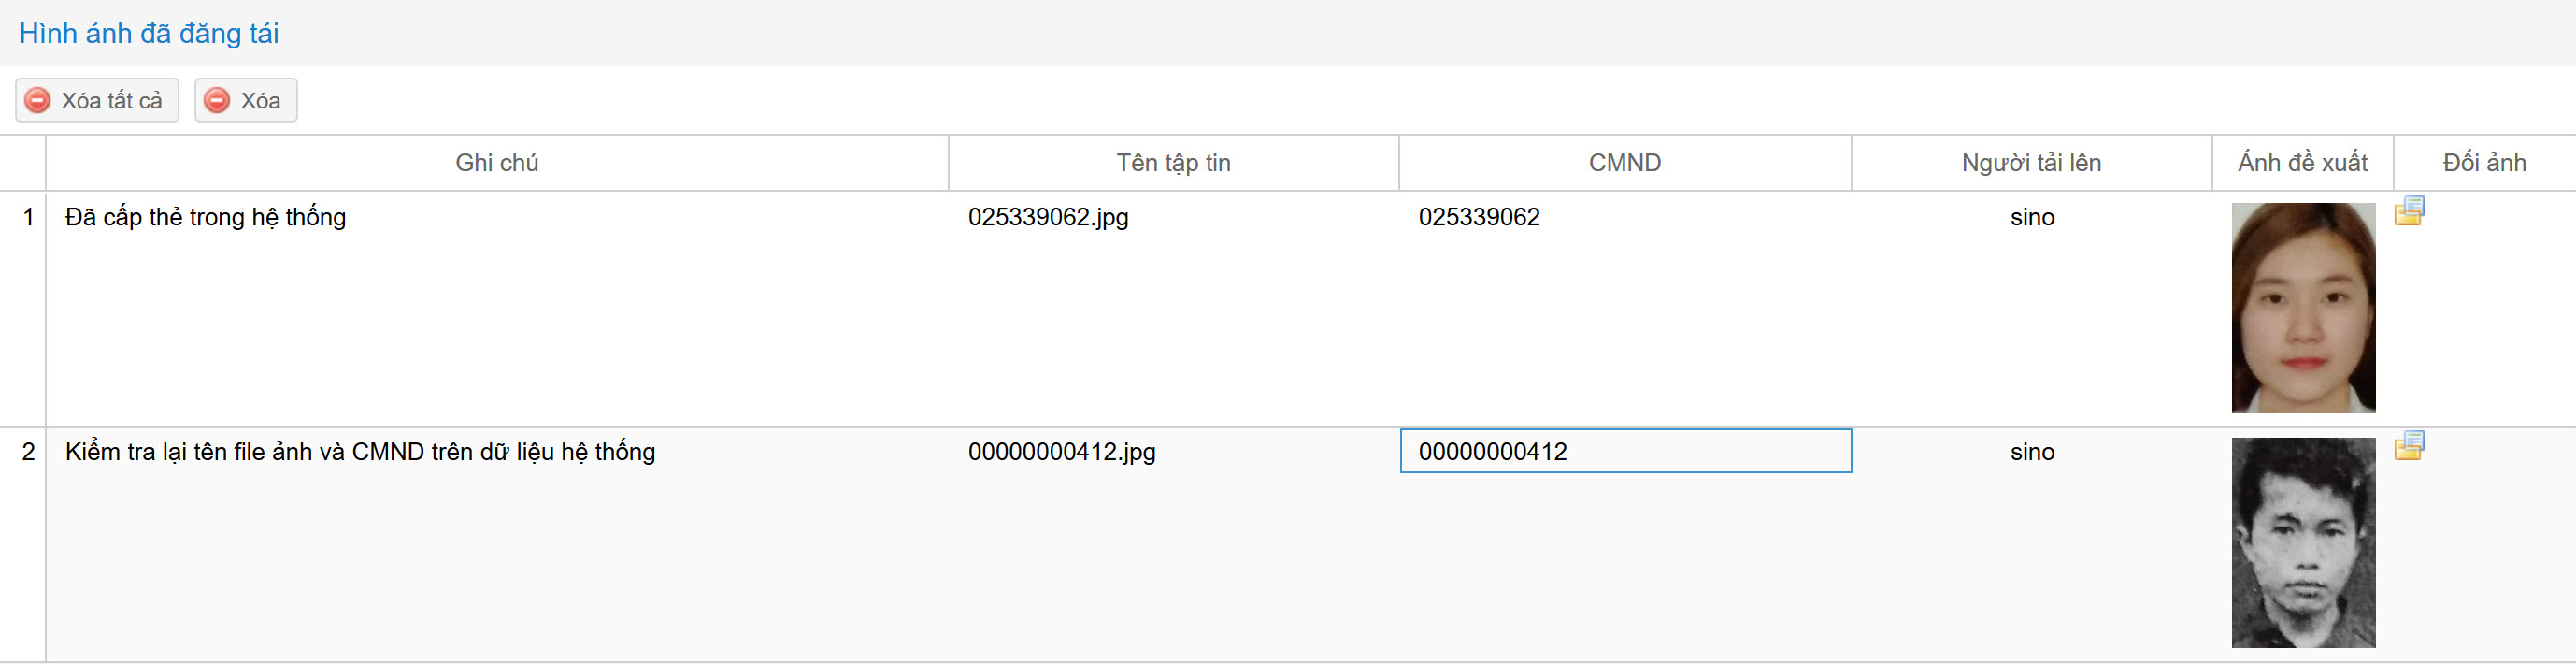 Hình ảnh đã đăng tải
Xóa tất cả Xóa
Ghi chú Tên tập tin CMND Người tải lên Ảnh đề xuất Đối ảnh
1 Đã cấp thẻ trong hệ thống 025339062.jpg 025339062 sino
2 Kiểm tra lại tên file ảnh và CMND trên dữ liệu hệ thống 00000000412.jpg 00000000412 sino